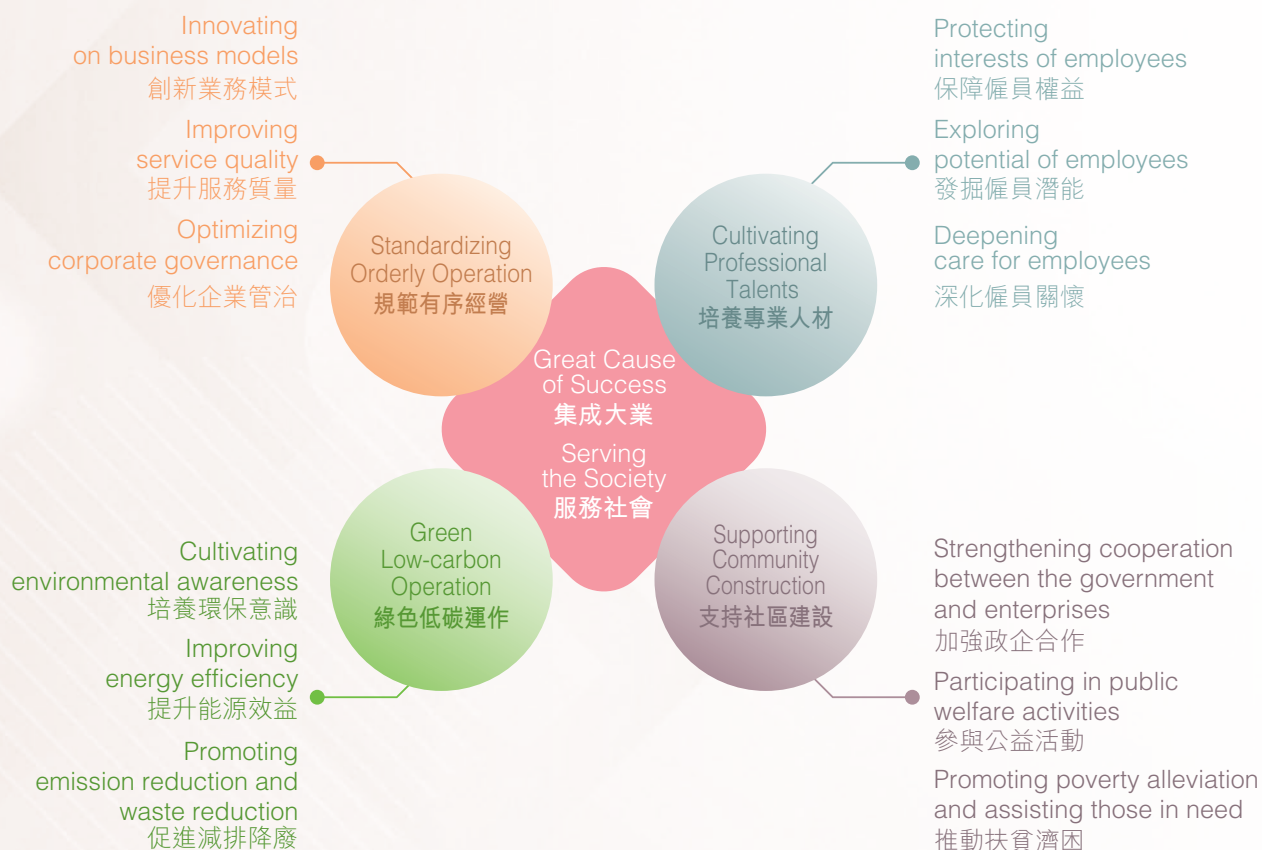 Innovating
on business models
創新業務模式
Improving
service quality
提升服務質量
Optimizing
corporate governance
優化企業管治
Standardizing
Orderly Operation
規範有序經營
Protecting
interests of employees
保障僱員權益
Exploring
potential of employees
發掘僱員潛能
Deepening
care for employees
深化僱員關懷
Cultivating
Professional
Talents
培養專業人材
Great Cause
of Success
集成大業
Serving
the Society
服務社會
Green
Low-carbon
Operation
綠色低碳運作
Cultivating
environmental awareness
培養環保意識
Improving
energy efficiency
提升能源效益
Promoting
emission reduction and
waste reduction
促進減排降廢
Supporting
Community
Construction
支持社區建設
Strengthening cooperation
between the government
and enterprises
加強政企合作
Participating in public
welfare activities
參與公益活動
Promoting poverty alleviation
and assisting those in need
推動扶貧濟困